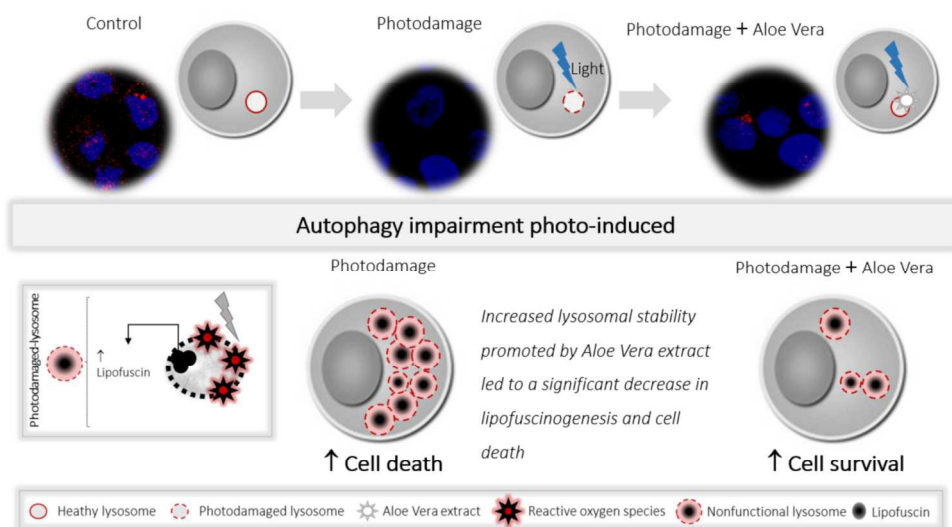 Control
Photodamage
Photodamage + Aloe Vera
Light
Autophagy impairment photo-induced
Photodamage
Photodamage + Aloe Vera
Photodamaged-lysosome
↑
Lipofuscin
Increased lysosomal stability
promoted by Aloe Vera extract
led to a significant decrease in
lipofuscinogenesis and cell
death
↑ Cell death
↑ Cell survival
Heathy lysosome
Photodamaged lysosome
Aloe Vera extract
Reactive oxygen species
Nonfunctional lysosome
Lipofuscin